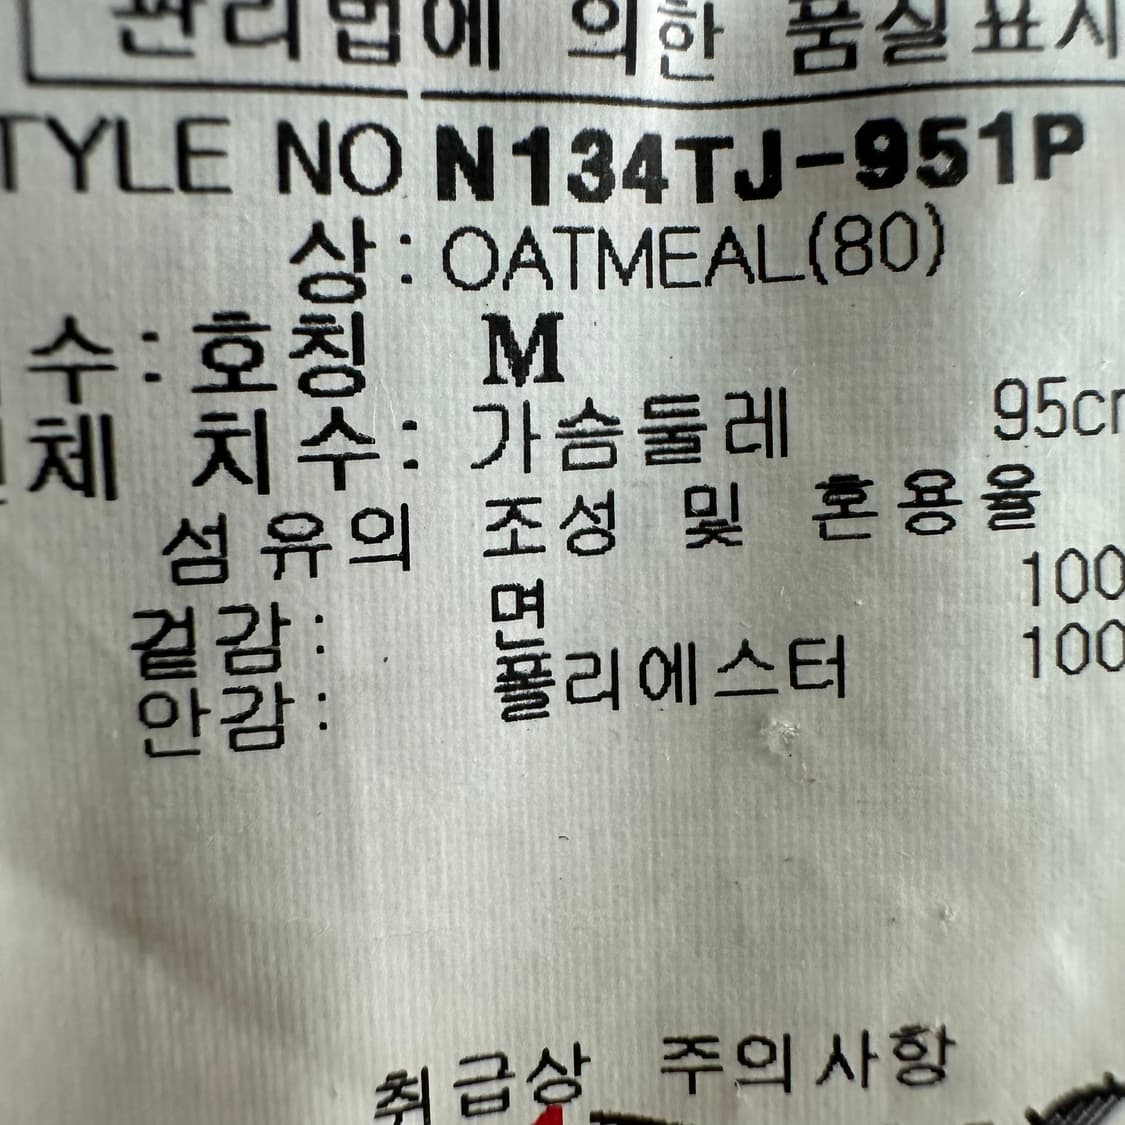 관리법에 의한 품실표시
TYLE NO N134TJ-951P
상 : OATMEAL(80)
수 : 호칭 M
체 치수 : 가슴둘레 95cm
섬유의 조성 및 혼용율
겉감 : 면 100
안감 : 폴리에스터 100
취급상 주의사항